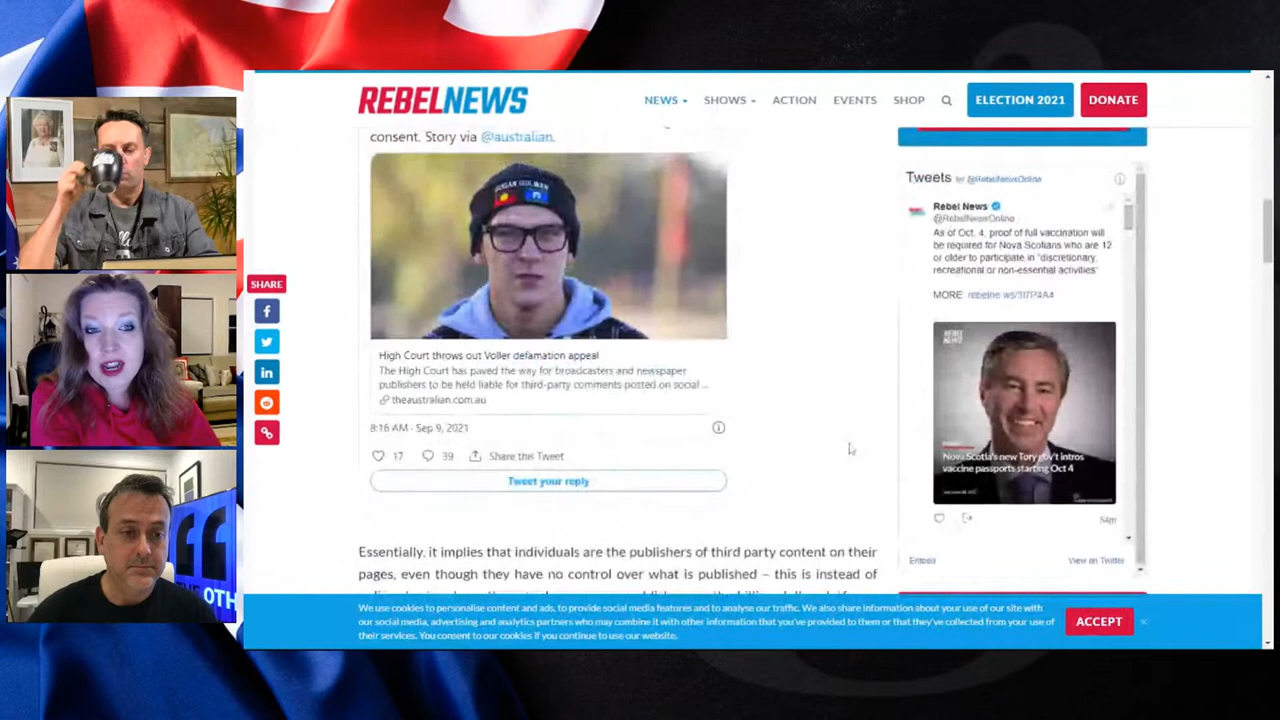 REBELNEWS
NEWS
SHOWS
ACTION
EVENTS
SHOP
ELECTION 2021
DONATE
consent. Story via @australian.
High Court throws out Voller defamation appeal
The High Court has paved the way for broadcasters and newspaper
publishers to be held liable for third-party comments posted on social ...
theaustralian.com.au
8:16 AM · Sep 9, 2021
17
39
Share this Tweet
Tweet your reply
Essentially, it implies that individuals are the publishers of third party content on their
pages, even though they have no control over what is published – this is instead of
SHARE
Tweets for @RebelNewsOnline
Rebel News
@RebelNewsOnline
As of Oct. 4, proof of full vaccination will
be required for Nova Scotians who are 12
or older to participate in "discretionary,
recreational or non-essential activities"
MORE
REBEL
NEWS
Nova Scotia's new Tory gov't intros
vaccine passports starting Oct 4
54m
Embed
View on Twitter
We use cookies to personalise content and ads, to provide social media features and to analyse our traffic. We also share information about your use of our site with
our social media, advertising and analytics partners who may combine it with other information that you've provided to them or that they've collected from your use of
their services. You consent to our cookies if you continue to use our website.
ACCEPT
OTH